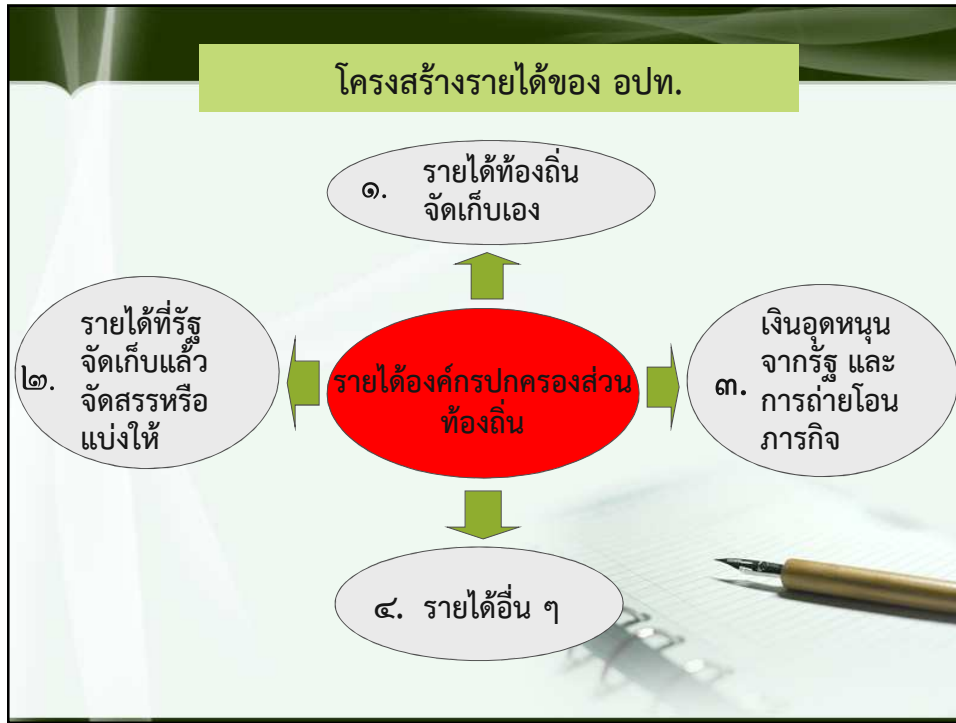 โครงสร้างรายได้ของ อปท.
๑. รายได้ท้องถิ่น
จัดเก็บเอง
รายได้ที่รัฐ
จัดเก็บแล้ว
๒. จัดสรรหรือ
แบ่งให้
รายได้องค์กรปกครองส่วน
ท้องถิ่น
เงินอุดหนุน
จากรัฐ และ
๓. การถ่ายโอน
ภารกิจ
๔. รายได้อื่น ๆ